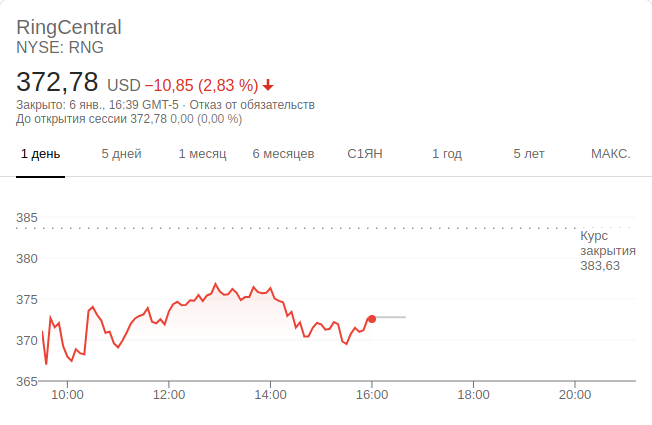 RingCentral
NYSE: RNG
372,78 USD −10,85 (2,83 %)
Закрыто: 6 янв., 16:39 GMT-5 · Отказ от обязательств
До открытия сессии 372,78 0,00 (0,00 %)
1 день 5 дней 1 месяц 6 месяцев С1ЯН 1 год 5 лет МАКС.
385
Курс
закрытия
383,63
380
375
370
365
10:00 12:00 14:00 16:00 18:00 20:00